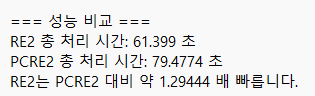 === 성능 비교 ===
RE2 총 처리 시간: 61.399 초
PCRE2 총 처리 시간: 79.4774 초
RE2는 PCRE2 대비 약 1.29444 배 빠릅니다.